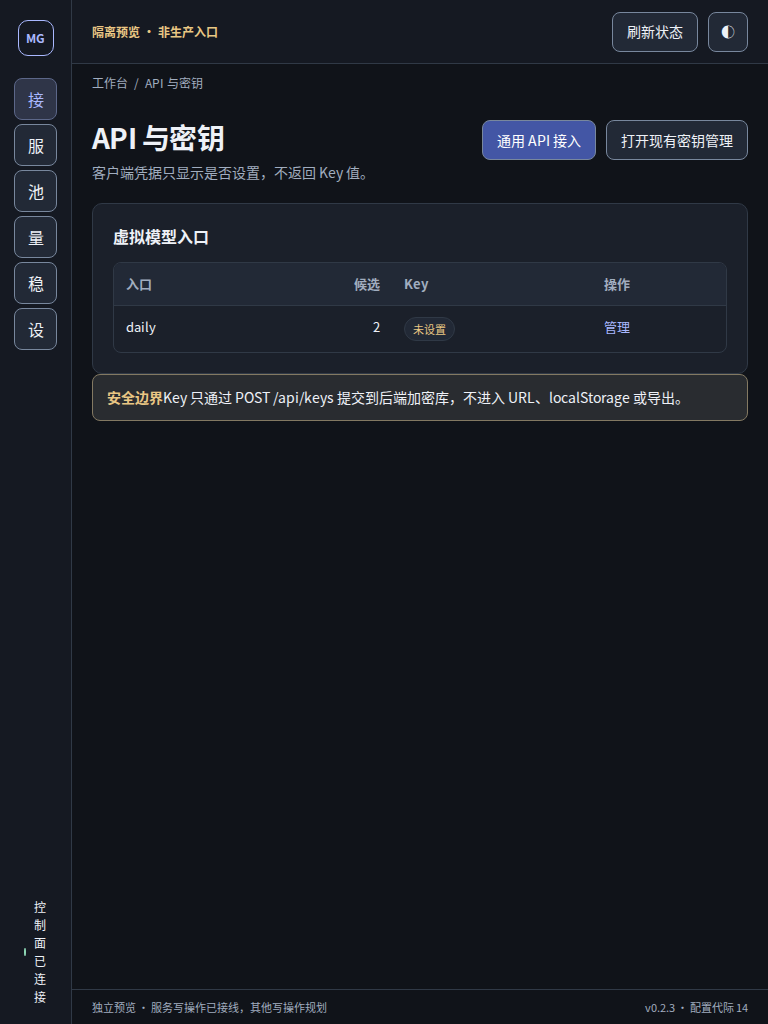 MG
接
服
池
量
稳
设
控
制
面
已
连
接
隔离预览 · 非生产入口
刷新状态
工作台 / API 与密钥
API 与密钥
通用 API 接入
打开现有密钥管理
客户端凭据只显示是否设置，不返回 Key 值。
虚拟模型入口
入口 候选 Key 操作
daily 2 未设置 管理
安全边界Key 只通过 POST /api/keys 提交到后端加密库，不进入 URL、localStorage 或导出。
独立预览 · 服务写操作已接线，其他写操作规划
v0.2.3 · 配置代际 14